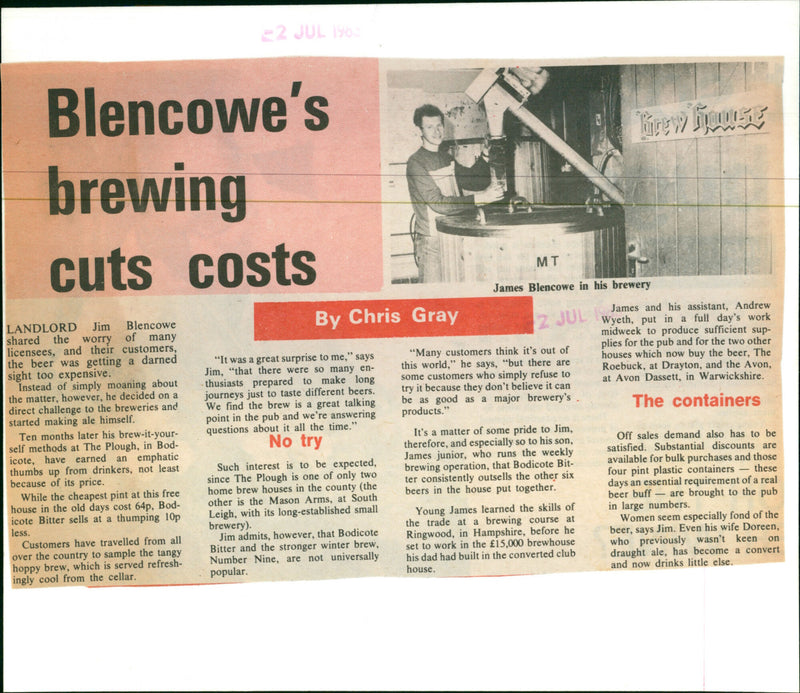 2 JUL 198
Blencowe's
brewing
cuts costs
Brew House
MT
James Blencowe in his brewery
By Chris Gray
2 JUL 19
LANDLORD Jim Blencowe
shared the worry of many
licensees, and their customers,
the beer was getting a darned
sight too expensive.
Instead of simply moaning about
the matter, however, he decided on a
direct challenge to the breweries and
started making ale himself.
Ten months later his brew-it-your-
self methods at The Plough, in Bod-
icote, have earned an emphatic
thumbs up from drinkers, not least
because of its price.
While the cheapest pint at this free
house in the old days cost 64p, Bod-
icote Bitter sells at a thumping 10p
less.
Customers have travelled from all
over the country to sample the tangy
hoppy brew, which is served refresh-
ingly cool from the cellar.
"It was a great surprise to me," says
Jim, "that there were so many en-
thusiasts prepared to make long
journeys just to taste different beers.
We find the brew is a great talking
point in the pub and we're answering
questions about it all the time."
No try
Such interest is to be expected,
since The Plough is one of only two
home brew houses in the county (the
other is the Mason Arms, at South
Leigh, with its long-established small
brewery).
Jim admits, however, that Bodicote
Bitter and the stronger winter brew,
Number Nine, are not universally
popular.
"Many customers think it's out of
this world," he says, "but there are
some customers who simply refuse to
try it because they don't believe it can
be as good as a major brewery's
products."
It's a matter of some pride to Jim,
therefore, and especially so to his son,
James junior, who runs the weekly
brewing operation, that Bodicote Bit-
ter consistently outsells the other six
beers in the house put together.
Young James learned the skills of
the trade at a brewing course at
Ringwood, in Hampshire, before he
set to work in the £15,000 brewhouse
his dad had built in the converted club
house.
James and his assistant, Andrew
Wyeth, put in a full day's work
midweek to produce sufficient sup-
plies for the pub and for the two other
houses which now buy the beer, The
Roebuck, at Drayton, and the Avon,
at Avon Dassett, in Warwickshire.
The containers
Off sales demand also has to be
satisfied. Substantial discounts are
available for bulk purchases and those
four pint plastic containers — these
days an essential requirement of a real
beer buff — are brought to the pub
in large numbers.
Women seem especially fond of the
beer, says Jim. Even his wife Doreen,
who previously wasn't keen on
draught ale, has become a convert
and now drinks little else.